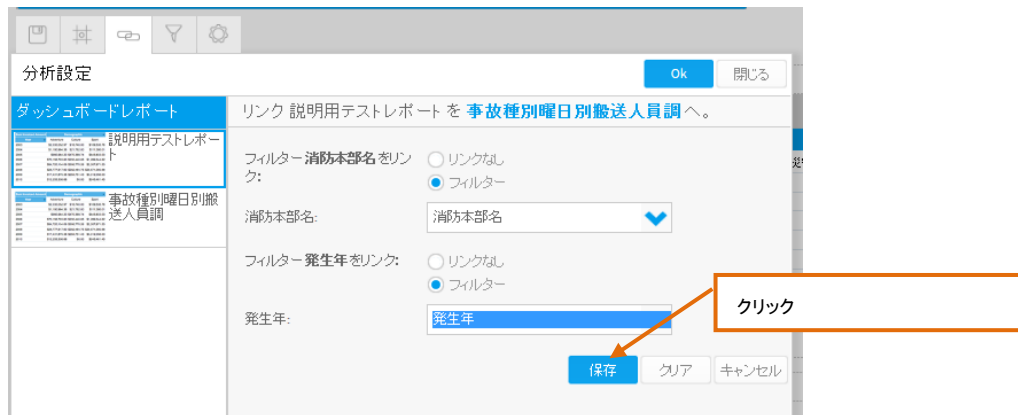 分析設定
Ok
閉じる
ダッシュボードレポート
説明用テストレポー
ト
事故種別曜日別搬
送人員調
リンク 説明用テストレポートを 事故種別曜日別搬送人員調へ。
フィルター消防本部名をリン
ク:
リンクなし
フィルター
消防本部名:
消防本部名
フィルター発生年をリンク:
リンクなし
フィルター
発生年:
発生年
保存
クリア
キャンセル
クリック